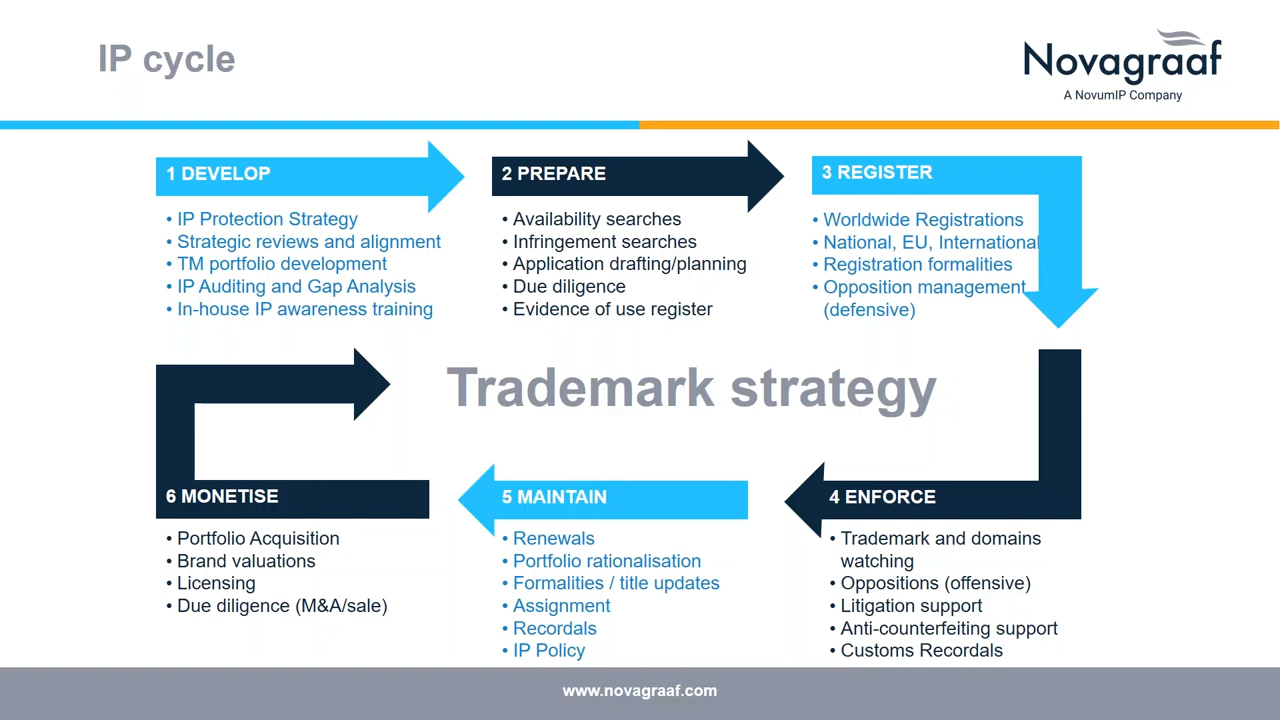 IP cycle
Novagraaf
A NovumIP Company
1 DEVELOP
• IP Protection Strategy
• Strategic reviews and alignment
• TM portfolio development
• IP Auditing and Gap Analysis
• In-house IP awareness training
2 PREPARE
• Availability searches
• Infringement searches
• Application drafting/planning
• Due diligence
• Evidence of use register
3 REGISTER
• Worldwide Registrations
• National, EU, International
• Registration formalities
• Opposition management
(defensive)
Trademark strategy
4 ENFORCE
• Trademark and domains
watching
• Oppositions (offensive)
• Litigation support
• Anti-counterfeiting support
• Customs Recordals
5 MAINTAIN
• Renewals
• Portfolio rationalisation
• Formalities / title updates
• Assignment
• Recordals
• IP Policy
6 MONETISE
• Portfolio Acquisition
• Brand valuations
• Licensing
• Due diligence (M&A/sale)
www.novagraaf.com